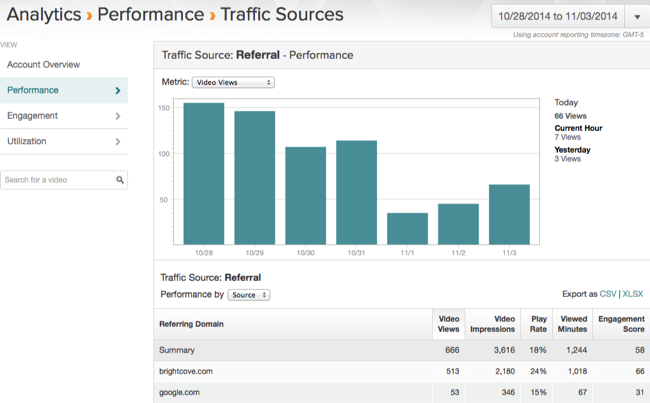 Analytics › Performance › Traffic Sources
10/28/2014 to 11/03/2014
Using account reporting timezone: GMT-5
VIEW
Account Overview
Performance
Engagement
Utilization
Search for a video
Traffic Source: Referral - Performance
Metric: Video Views
150
100
50
10/28 10/29 10/30 10/31 11/1 11/2 11/3
Today
66 Views
Current Hour
7 Views
Yesterday
3 Views
Traffic Source: Referral
Performance by Source
Export as CSV | XLSX
Referring Domain Video Views Video Impressions Play Rate Viewed Minutes Engagement Score
Summary 666 3,616 18% 1,244 58
brightcove.com 513 2,180 24% 1,018 66
google.com 53 346 15% 67 31